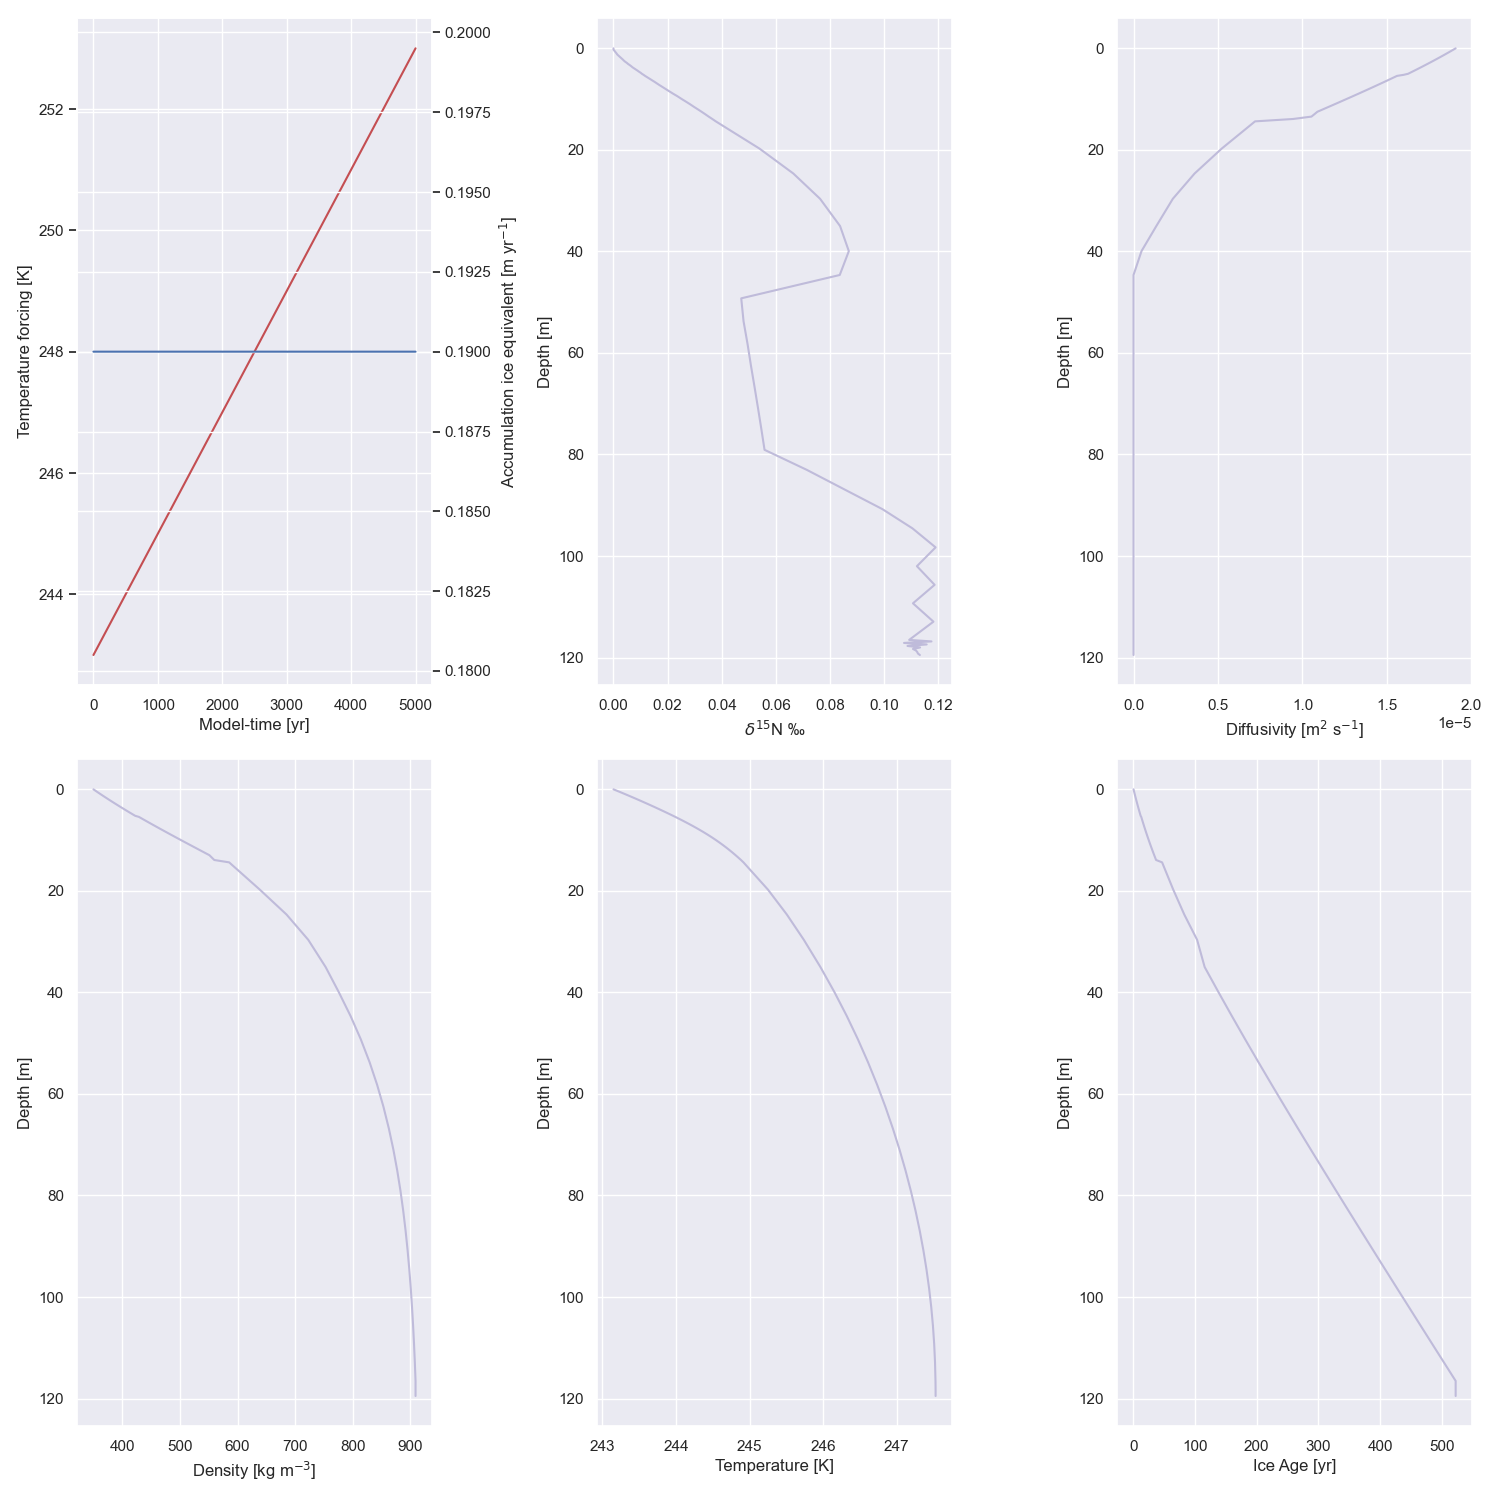 252
250
248
246
244
Temperature forcing [K]
0.2000
0.1975
0.1950
0.1925
0.1900
0.1875
0.1850
0.1825
0.1800
Accumulation ice equivalent [m yr⁻¹]
0 1000 2000 3000 4000 5000
Model-time [yr]
0
20
40
60
80
100
120
Depth [m]
0.00 0.02 0.04 0.06 0.08 0.10 0.12
δ¹⁵N ‰
0
20
40
60
80
100
120
Depth [m]
0.0 0.5 1.0 1.5 2.0
1e−5
Diffusivity [m² s⁻¹]
0
20
40
60
80
100
120
Depth [m]
400 500 600 700 800 900
Density [kg m⁻³]
0
20
40
60
80
100
120
Depth [m]
243 244 245 246 247
Temperature [K]
0
20
40
60
80
100
120
Depth [m]
0 100 200 300 400 500
Ice Age [yr]